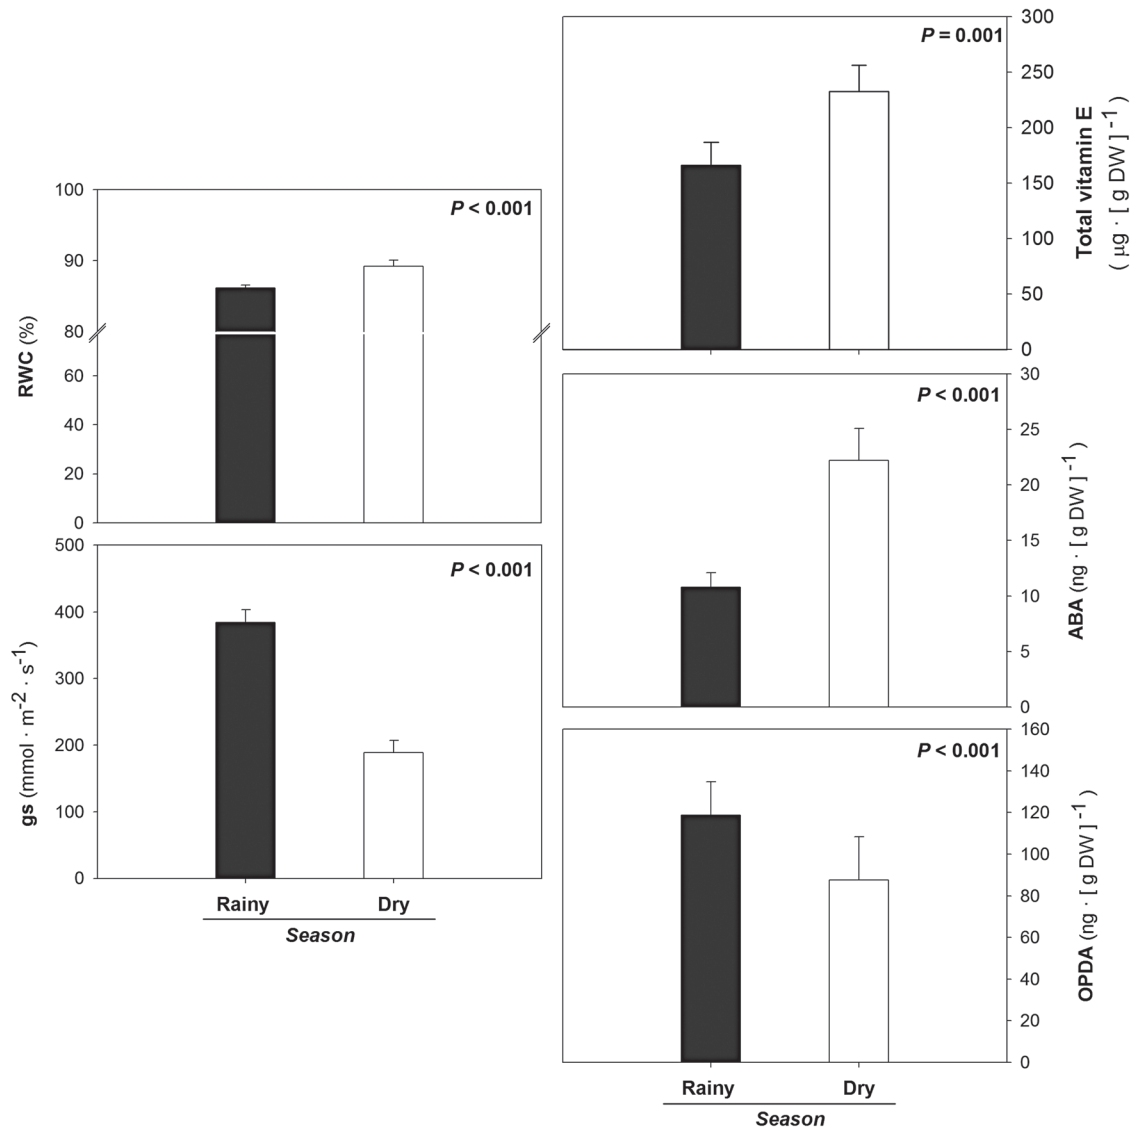 P < 0.001
100
90
80
60
40
20
0
RWC (%)
P < 0.001
500
400
300
200
100
0
gs (mmol · m-2 · s-1)
Rainy Dry
Season
P = 0.001
300
250
200
150
100
50
0
Total vitamin E
( µg · [ g DW ]-1 )
P < 0.001
30
25
20
15
10
5
0
ABA (ng · [ g DW ]-1 )
P < 0.001
160
140
120
100
80
60
40
20
0
OPDA (ng · [ g DW ]-1 )
Rainy Dry
Season